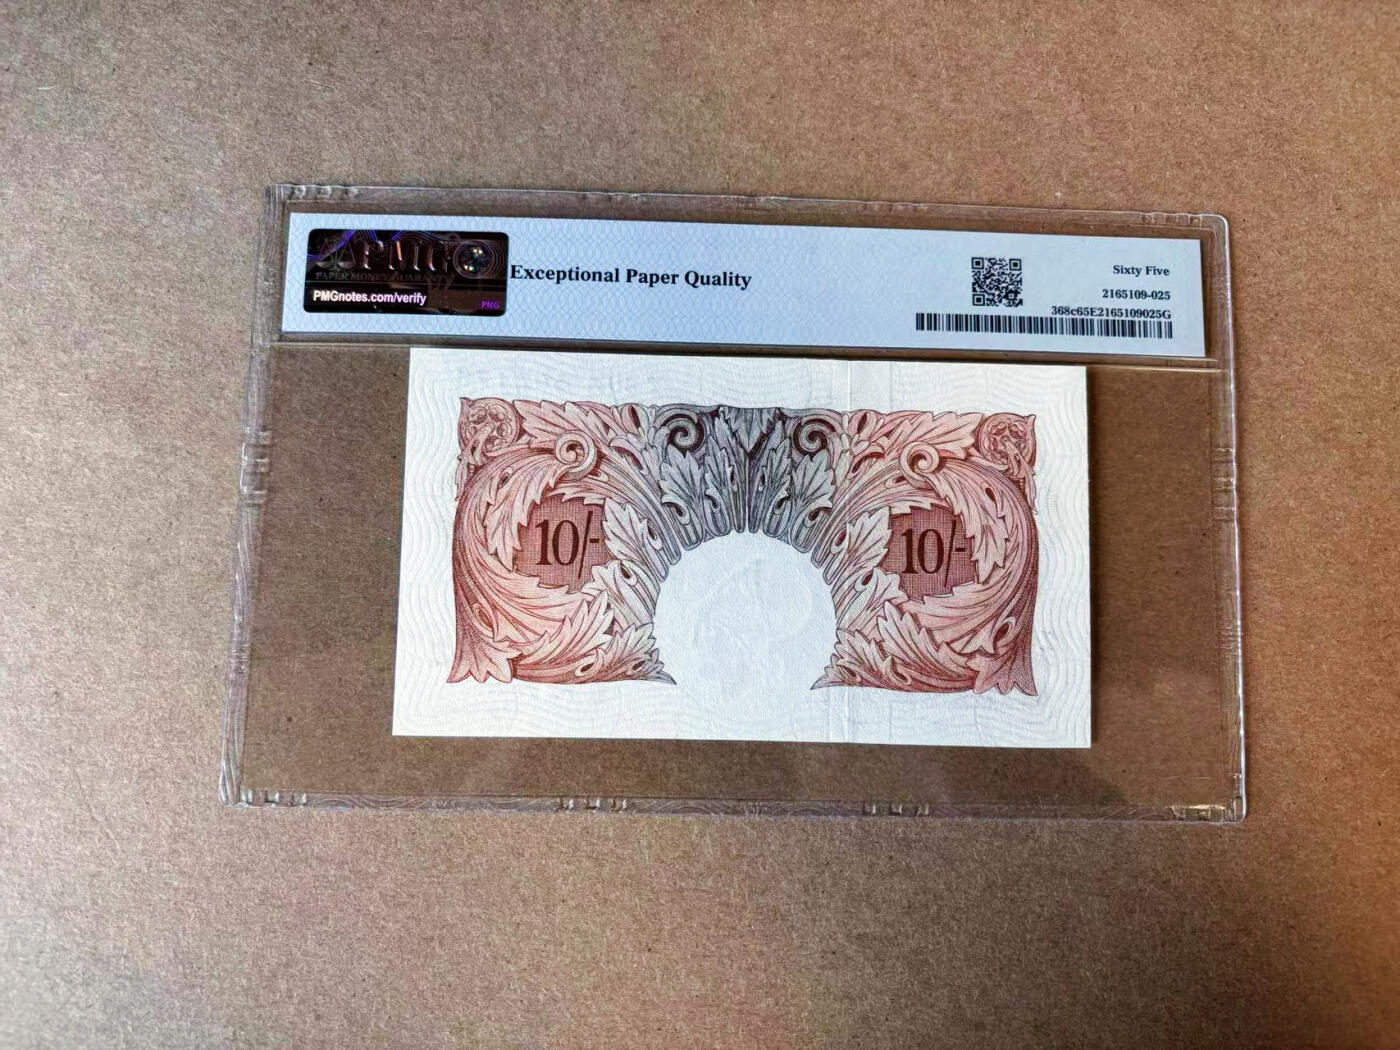 PMG
PAPER MONEY GUARANTY
PMGnotes.com/verify
PNG
Exceptional Paper Quality
Sixty Five
2165109-025
368c65E2165109025G
10/-
10/-